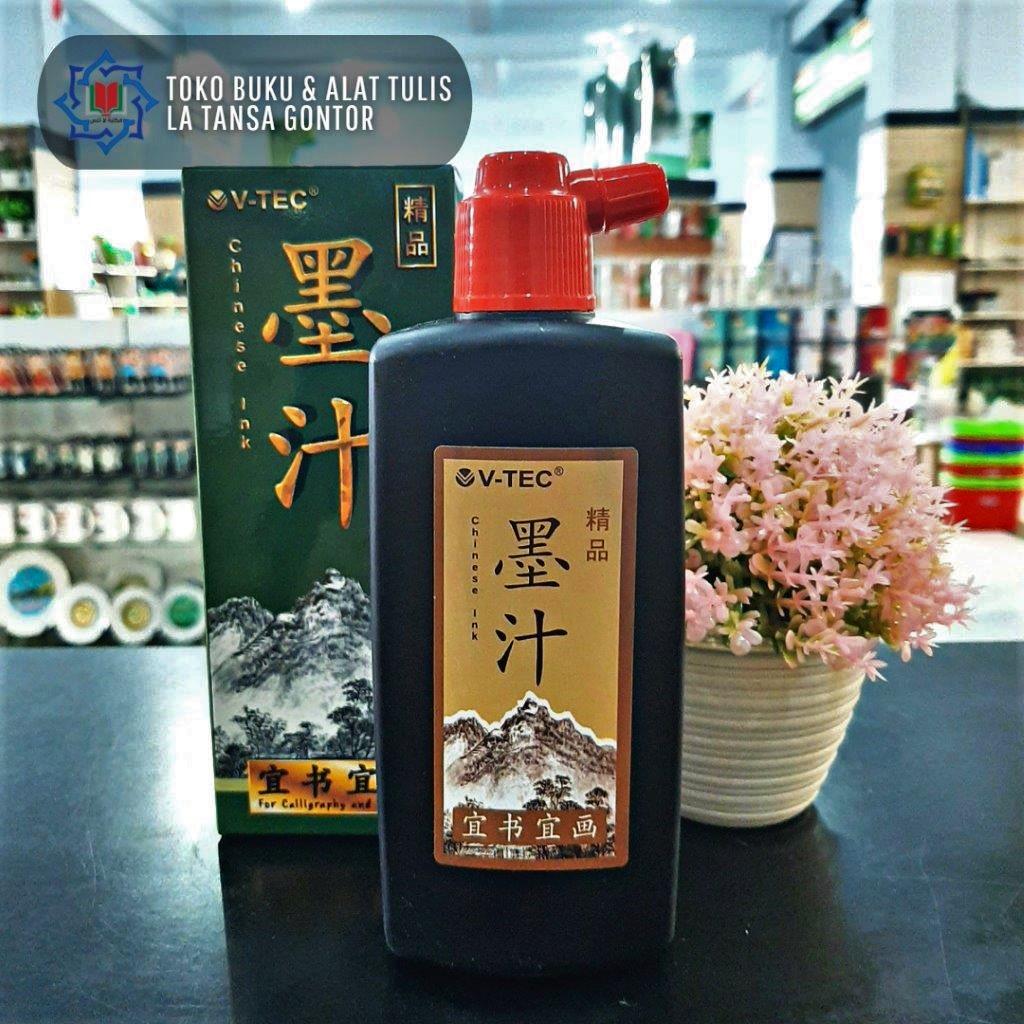 TOKO BUKU & ALAT TULIS
LA TANSA GONTOR
V-TEC®
精品
Chinese Ink
墨汁
宜书宜
For Calligraphy and
V-TEC®
精品
Chinese Ink
墨汁
宜书宜画